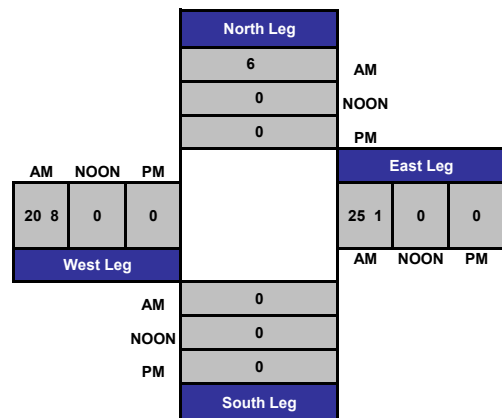 North Leg
6
AM
0
NOON
0
PM
AM NOON PM
East Leg
20 8 0 0
25 1 0 0
West Leg
AM NOON PM
AM
0
NOON
0
PM
0
South Leg